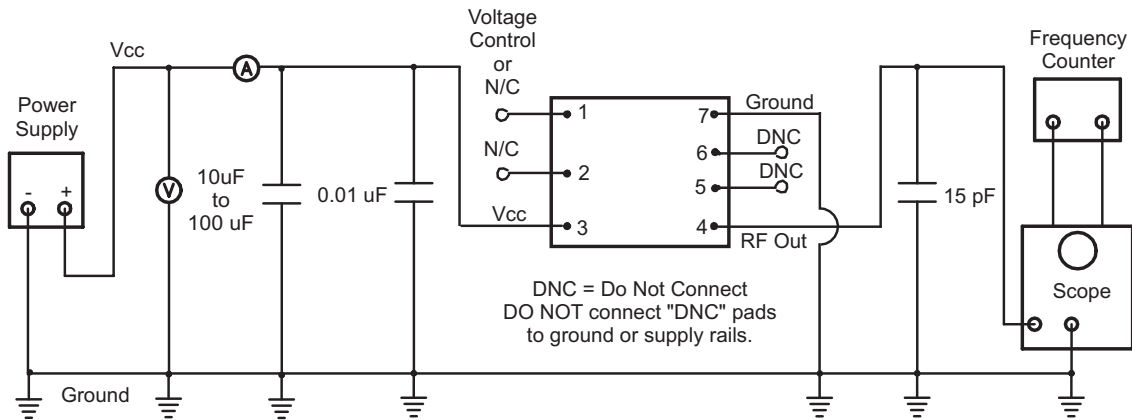 Voltage
Control
or
N/C
Frequency
Counter
Vcc
A
Power
Supply
- +
V
10uF
to
100 uF
0.01 uF
N/C
Vcc
1
2
3
7
6
5
4
Ground
DNC
DNC
RF Out
15 pF
Scope
DNC = Do Not Connect
DO NOT connect "DNC" pads
to ground or supply rails.
Ground